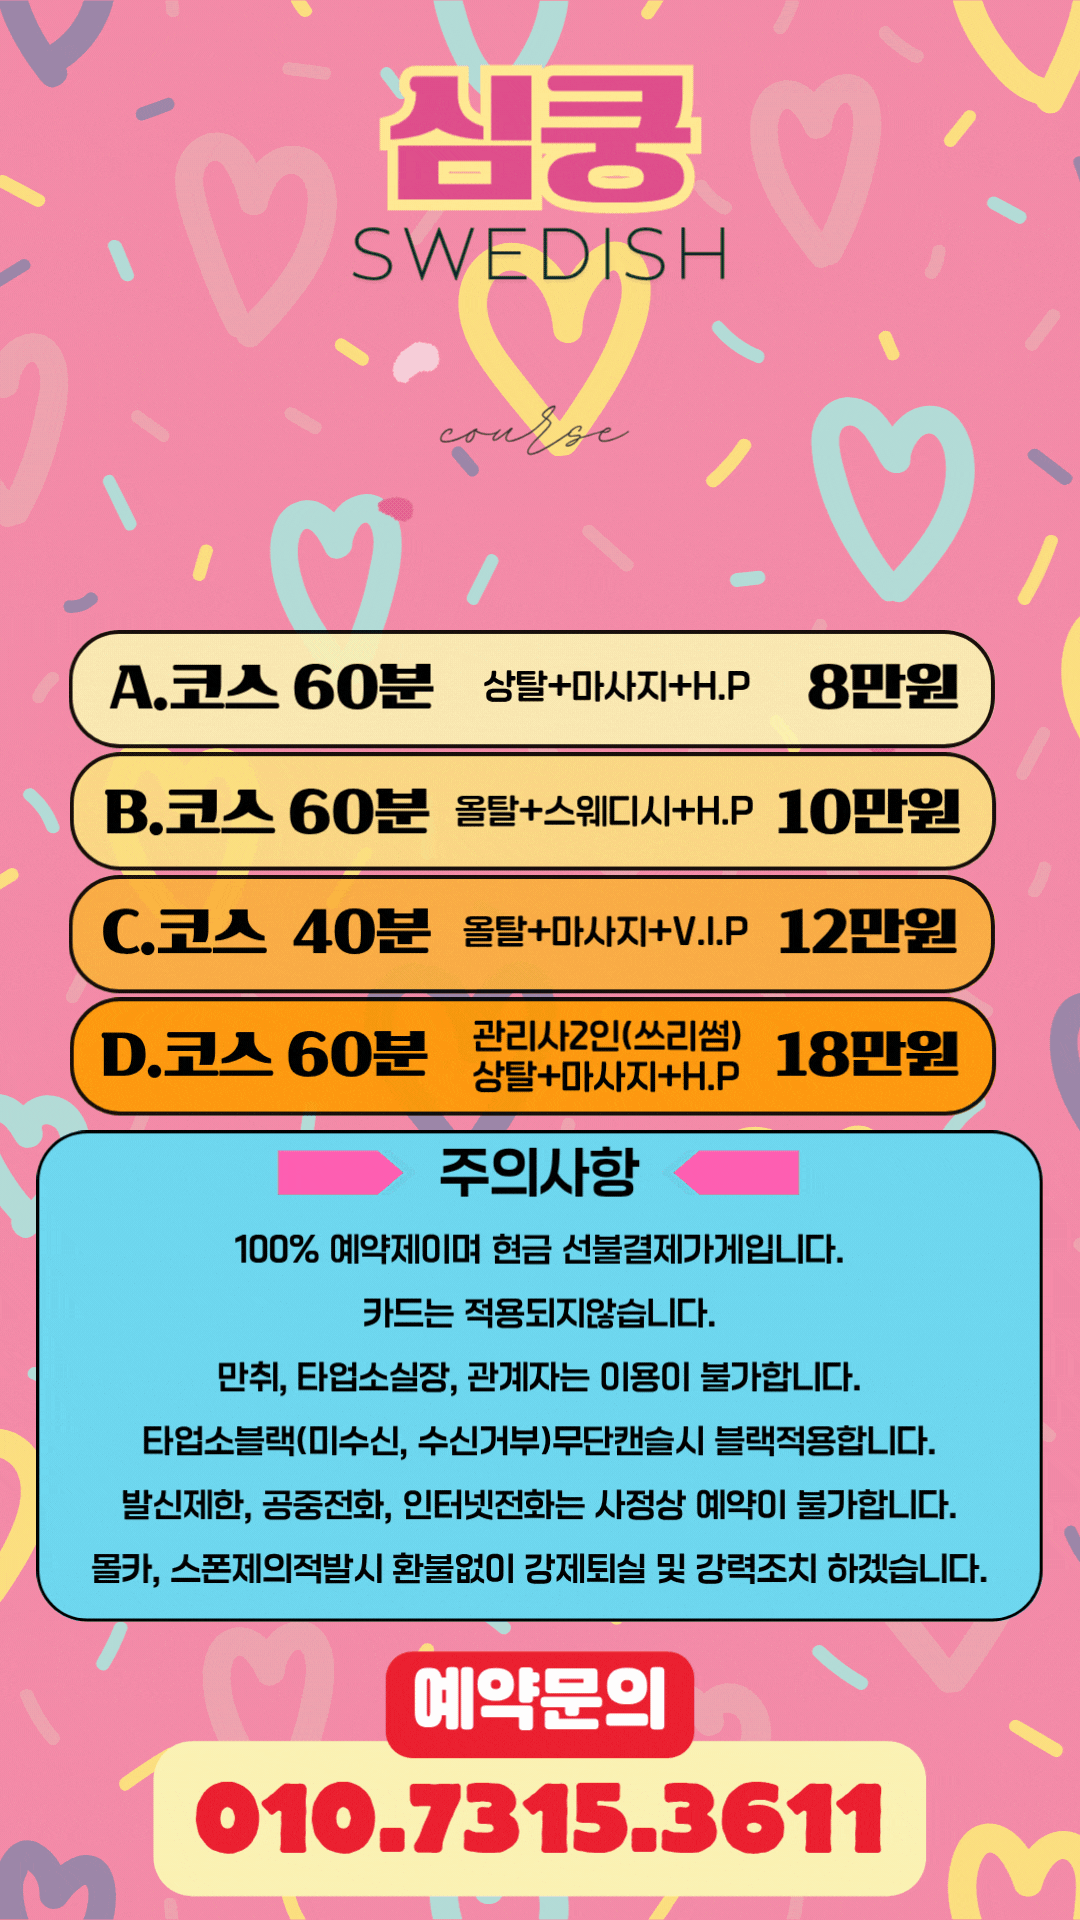 심쿵
SWEDISH
course
A.코스 60분 상탈+마사지+H.P 8만원
B.코스 60분 올탈+스웨디시+H.P 10만원
C.코스 40분 올탈+마사지+V.I.P 12만원
D.코스 60분 관리사2인(쓰리썸) 18만원
상탈+마사지+H.P
주의사항
100% 예약제이며 현금 선불결제가게입니다.
카드는 적용되지않습니다.
만취, 타업소실장, 관계자는 이용이 불가합니다.
타업소블랙(미수신, 수신거부)무단캔슬시 블랙적용합니다.
발신제한, 공중전화, 인터넷전화는 사정상 예약이 불가합니다.
몰카, 스폰제의적발시 환불없이 강제퇴실 및 강력조치 하겠습니다.
예약문의
010.7315.3611